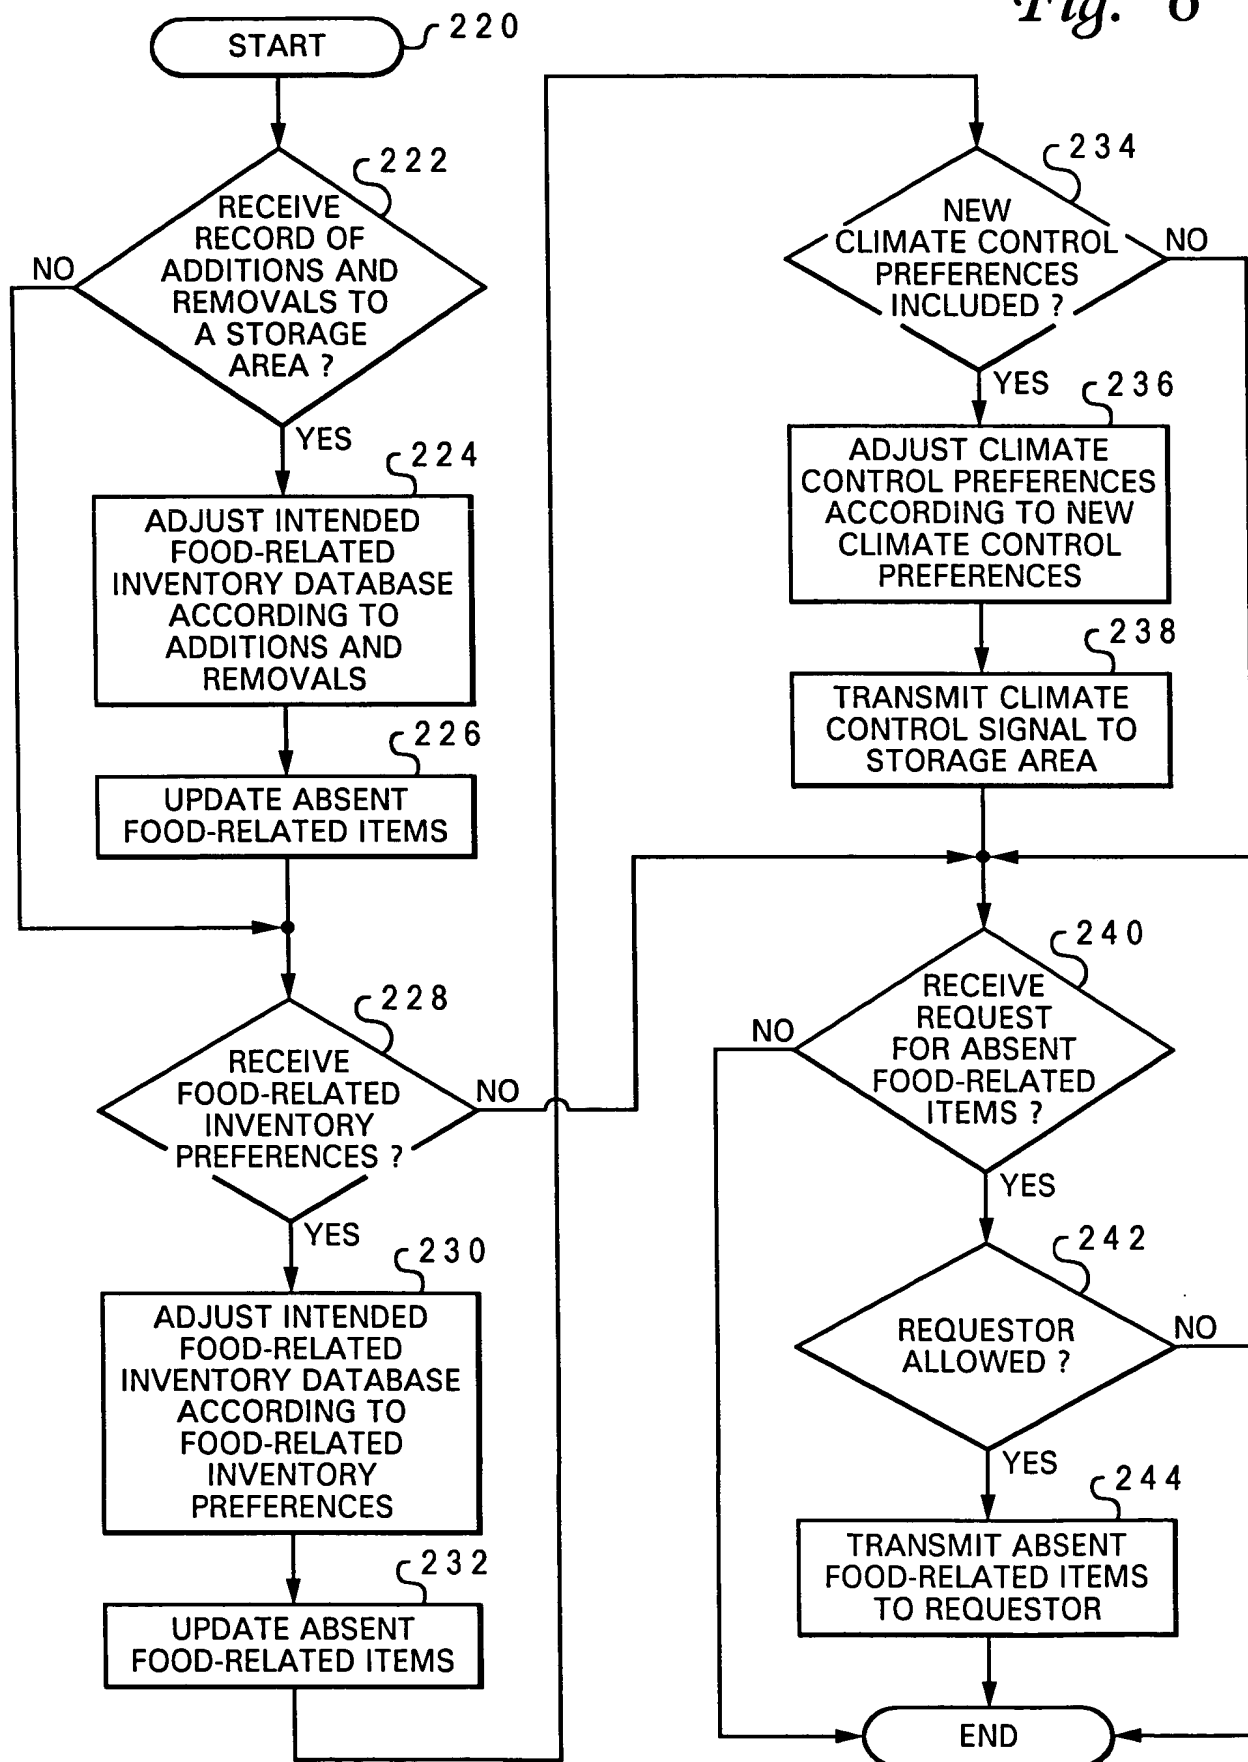 Fig. 6
START
220
222
RECEIVE
RECORD OF
ADDITIONS AND
REMOVALS TO
A STORAGE
AREA ?
NO
YES
224
ADJUST INTENDED
FOOD-RELATED
INVENTORY DATABASE
ACCORDING TO
ADDITIONS AND
REMOVALS
226
UPDATE ABSENT
FOOD-RELATED ITEMS
228
RECEIVE
FOOD-RELATED
INVENTORY
PREFERENCES ?
NO
YES
230
ADJUST INTENDED
FOOD-RELATED
INVENTORY DATABASE
ACCORDING TO
FOOD-RELATED
INVENTORY
PREFERENCES
232
UPDATE ABSENT
FOOD-RELATED ITEMS
234
NEW
CLIMATE CONTROL
PREFERENCES
INCLUDED ?
NO
YES
236
ADJUST CLIMATE
CONTROL PREFERENCES
ACCORDING TO NEW
CLIMATE CONTROL
PREFERENCES
238
TRANSMIT CLIMATE
CONTROL SIGNAL TO
STORAGE AREA
240
RECEIVE
REQUEST
FOR ABSENT
FOOD-RELATED
ITEMS ?
NO
YES
242
REQUESTOR
ALLOWED ?
NO
YES
244
TRANSMIT ABSENT
FOOD-RELATED ITEMS
TO REQUESTOR
END